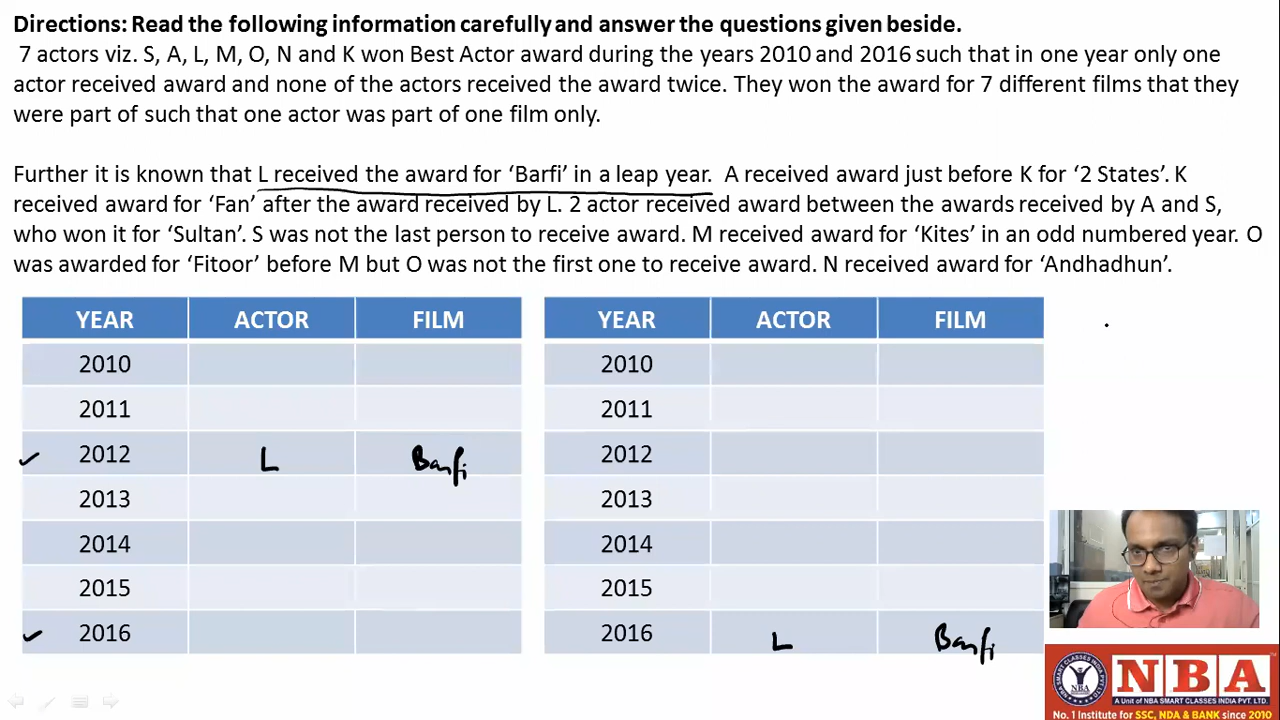 Directions: Read the following information carefully and answer the questions given beside.
7 actors viz. S, A, L, M, O, N and K won Best Actor award during the years 2010 and 2016 such that in one year only one
actor received award and none of the actors received the award twice. They won the award for 7 different films that they
were part of such that one actor was part of one film only.
Further it is known that L received the award for ‘Barfi’ in a leap year. A received award just before K for ‘2 States’. K
received award for ‘Fan’ after the award received by L. 2 actor received award between the awards received by A and S,
who won it for ‘Sultan’. S was not the last person to receive award. M received award for ‘Kites’ in an odd numbered year. O
was awarded for ‘Fitoor’ before M but O was not the first one to receive award. N received award for ‘Andhadhun’.
YEAR ACTOR FILM
2010
2011
2012 L Barfi
2013
2014
2015
2016
YEAR ACTOR FILM
2010
2011
2012
2013
2014
2015
2016 L Barfi
NBA
A Unit of NBA SMART CLASSES INDIA PVT. LTD.
No. 1 Institute for SSC, NDA & BANK since 2010